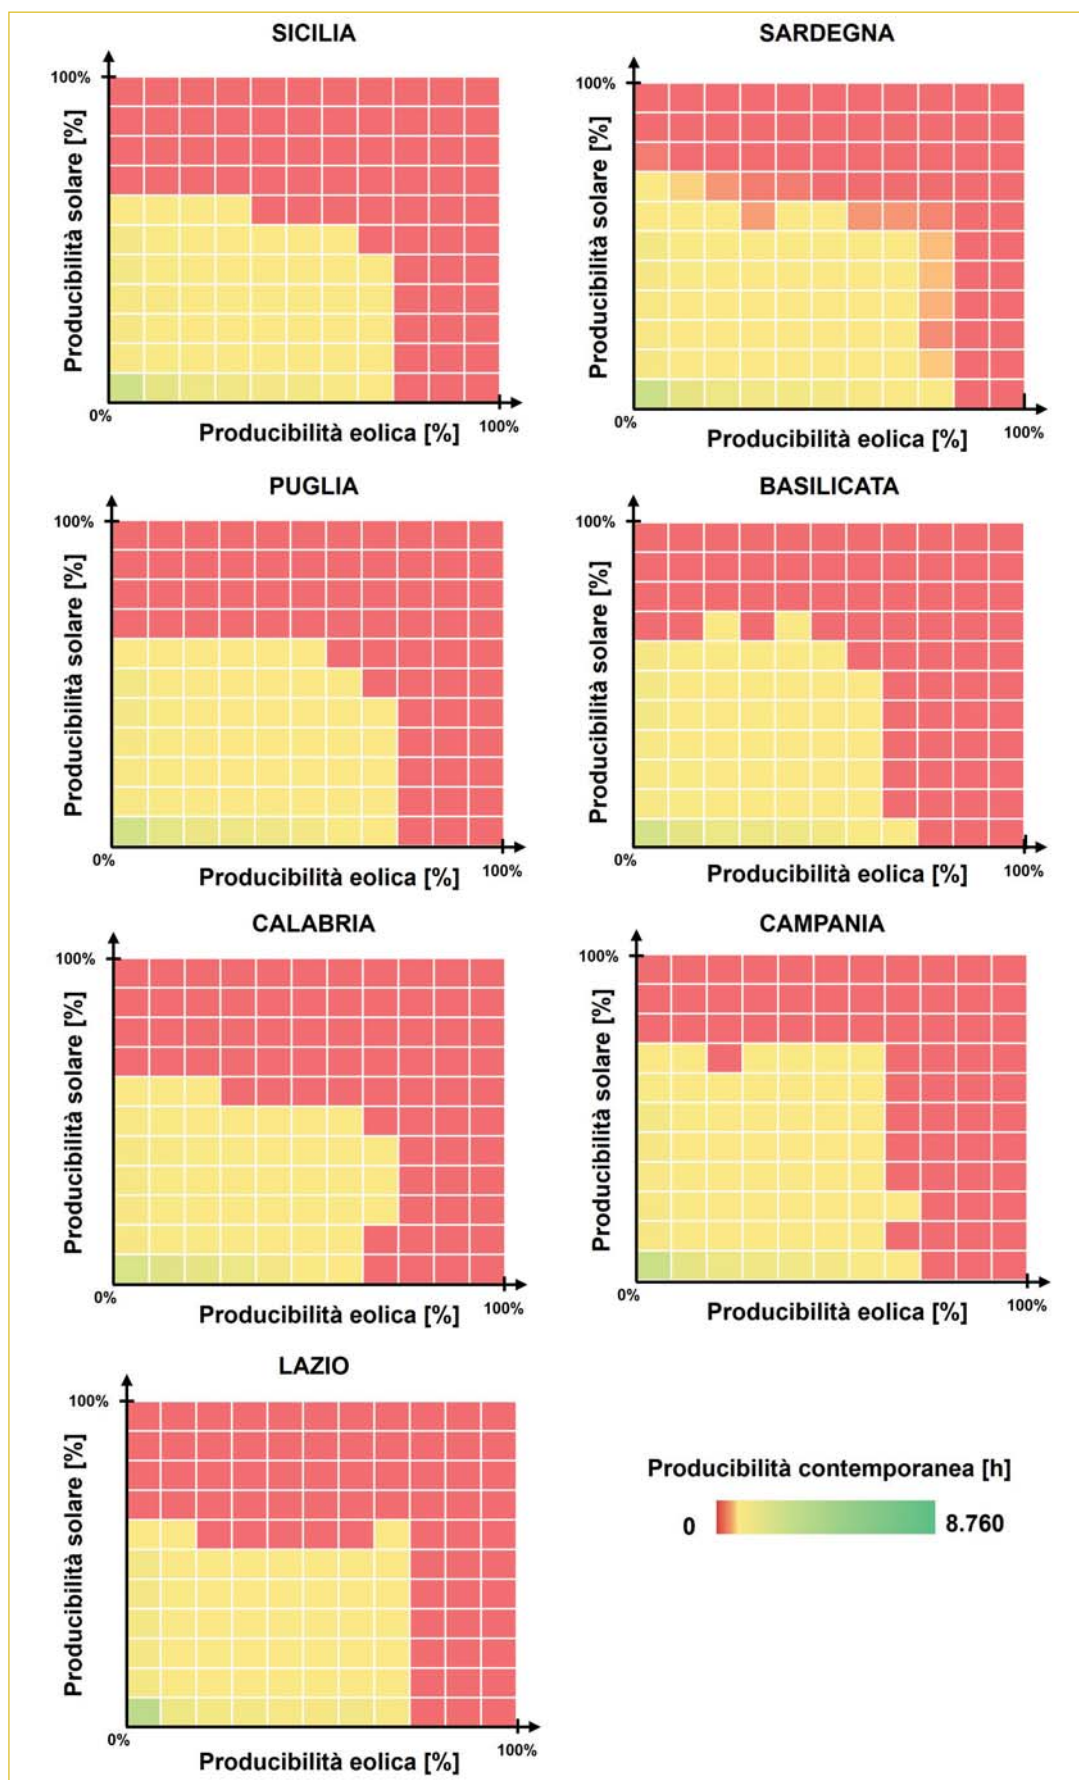 SICILIA
100%
Producibilità solare [%]
0%
Producibilità eolica [%]
100%
SARDEGNA
100%
Producibilità solare [%]
0%
Producibilità eolica [%]
100%
PUGLIA
100%
Producibilità solare [%]
0%
Producibilità eolica [%]
100%
BASILICATA
100%
Producibilità solare [%]
0%
Producibilità eolica [%]
100%
CALABRIA
100%
Producibilità solare [%]
0%
Producibilità eolica [%]
100%
CAMPANIA
100%
Producibilità solare [%]
0%
Producibilità eolica [%]
100%
LAZIO
100%
Producibilità solare [%]
0%
Producibilità eolica [%]
100%
Producibilità contemporanea [h]
0
8.760